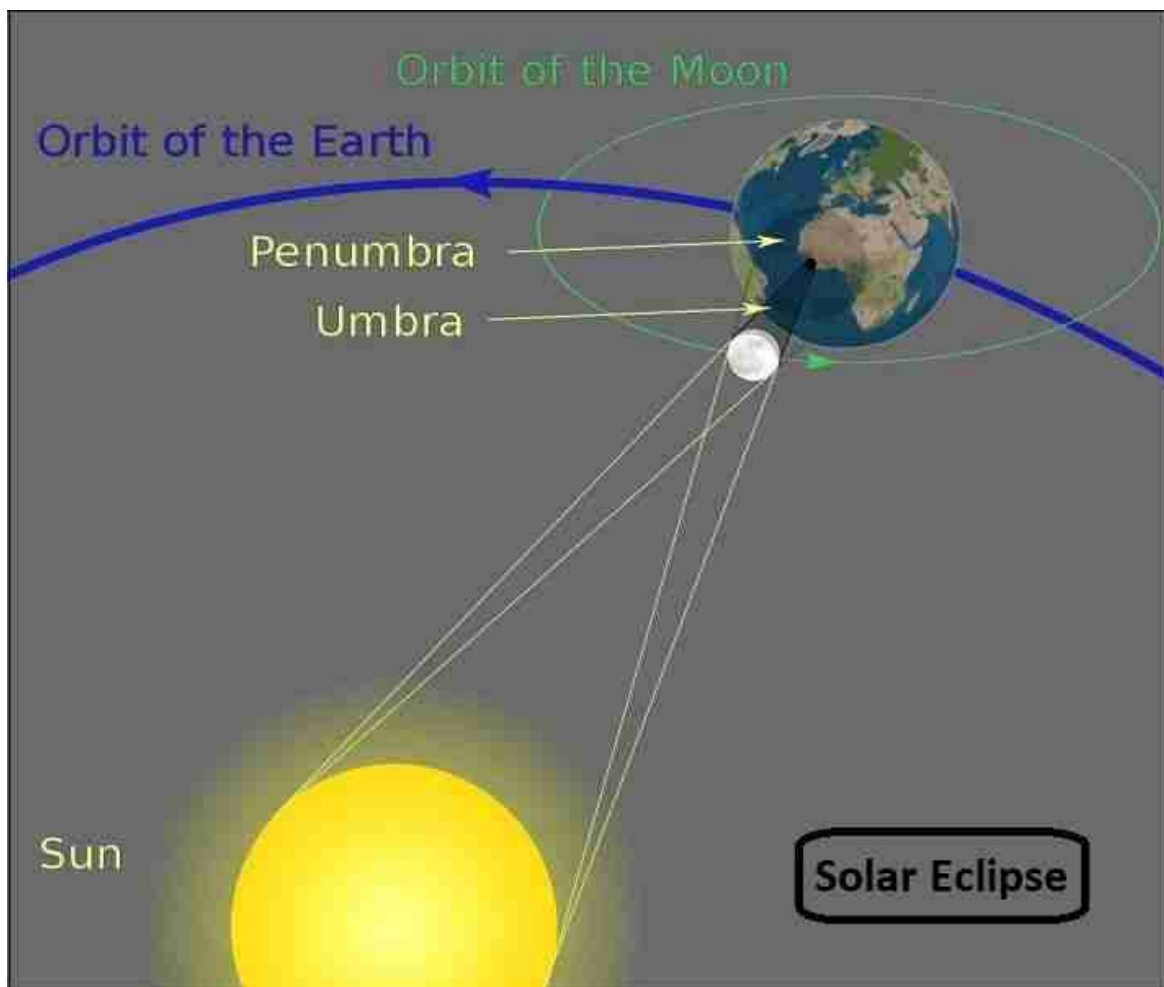 Orbit of the Moon
Orbit of the Earth
Penumbra
Umbra
Sun
Solar Eclipse